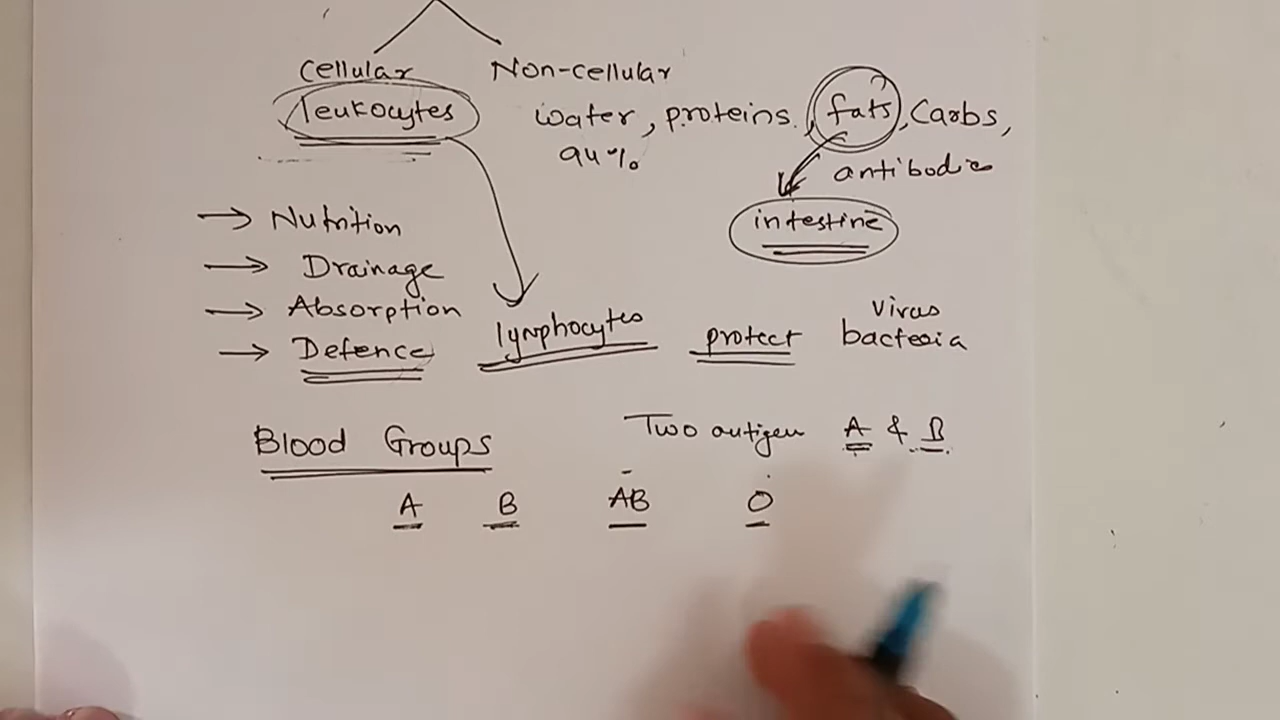 Cellular Non-cellular
leukocytes water, proteins, fats, Carbs,
94% antibodies
intestine
→ Nutrition
→ Drainage
→ Absorption
→ Defence lymphocytes protect virus
bacteria
Blood Groups Two antigen A & B
A B AB O